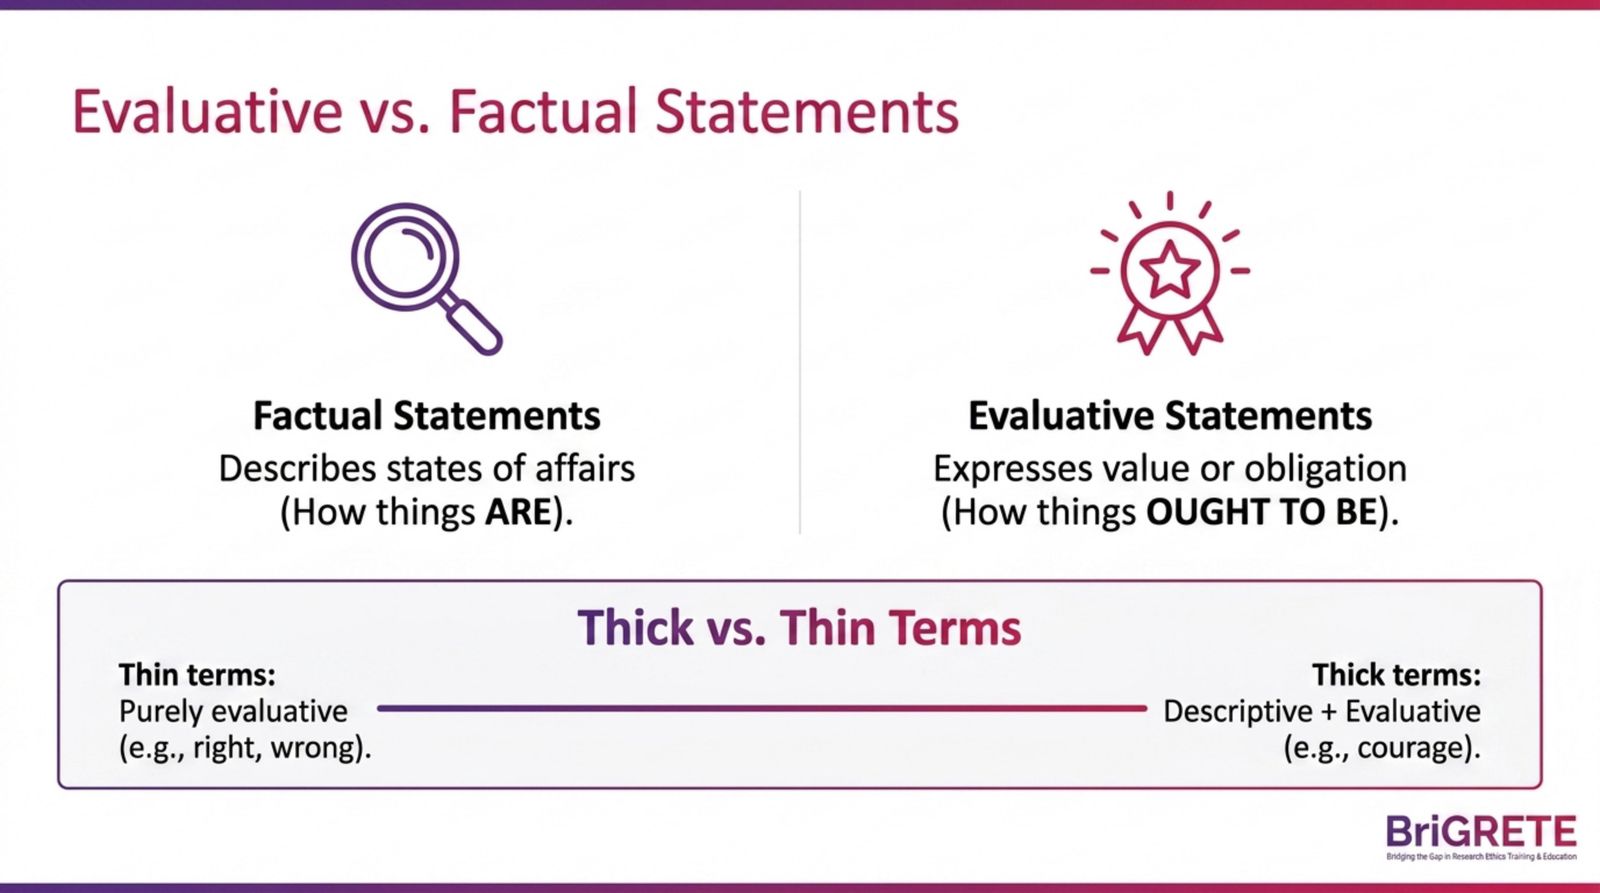 Evaluative vs. Factual Statements
Factual Statements
Describes states of affairs
(How things ARE).
Evaluative Statements
Expresses value or obligation
(How things OUGHT TO BE).
Thick vs. Thin Terms
Thin terms:
Purely evaluative
(e.g., right, wrong).
Thick terms:
Descriptive + Evaluative
(e.g., courage).
BriGRETE
Bridging the Gap in Research Ethics Training & Education